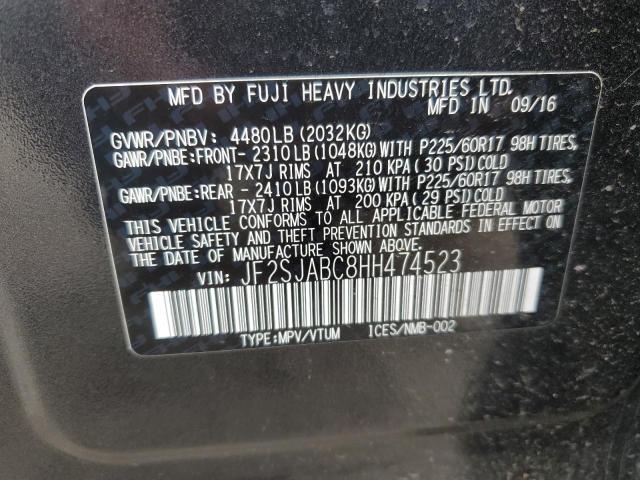 MFD BY FUJI HEAVY INDUSTRIES LTD.
MFD IN 09/16
GVWR/PNBV: 4480LB (2032KG)
GAWR/PNBE:FRONT- 2310LB(1048KG)WITH P225/60R17 98H TIRES,
17X7J RIMS AT 210 KPA (30 PSI)COLD
GAWR/PNBE:REAR - 2410LB(1093KG)WITH P225/60R17 98H TIRES,
17X7J RIMS AT 200 KPA(29 PSI)COLD
THIS VEHICLE CONFORMS TO ALL APPLICABLE FEDERAL MOTOR
VEHICLE SAFETY AND THEFT PREVENTION STANDARDS IN EFFECT ON
THE DATE OF MANUFACTURE SHOWN ABOVE.
VIN: JF2SJABC8HH474523
TYPE:MPV/VTUM ICES/NMB-002